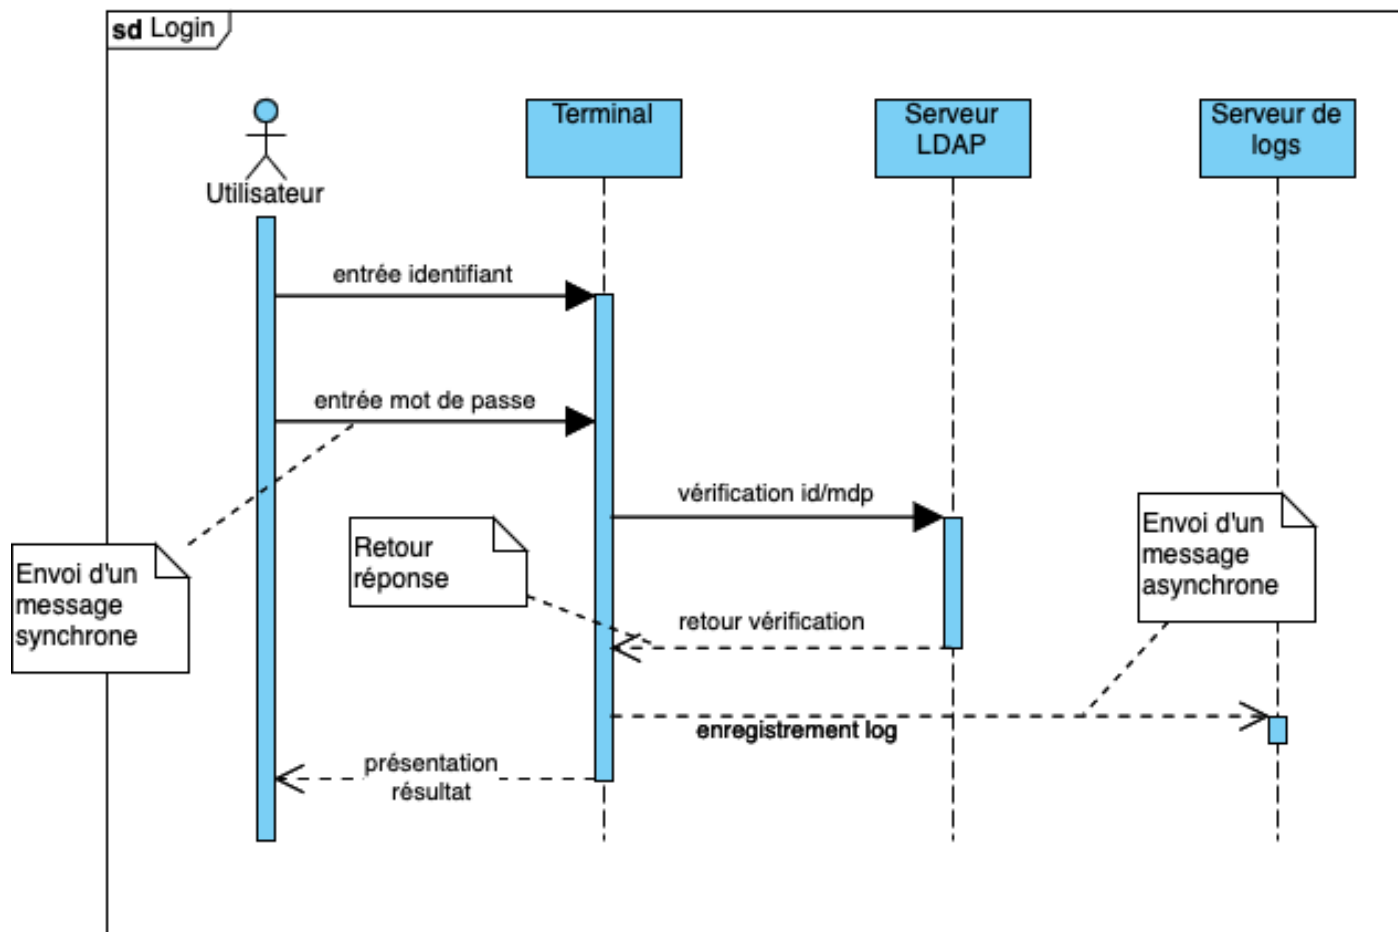 sd Login
Utilisateur
Terminal
Serveur
LDAP
Serveur de
logs
entrée identifiant
entrée mot de passe
vérification id/mdp
Envoi d'un
message
asynchrone
Retour
réponse
Envoi d'un
message
synchrone
retour vérification
enregistrement log
présentation
résultat